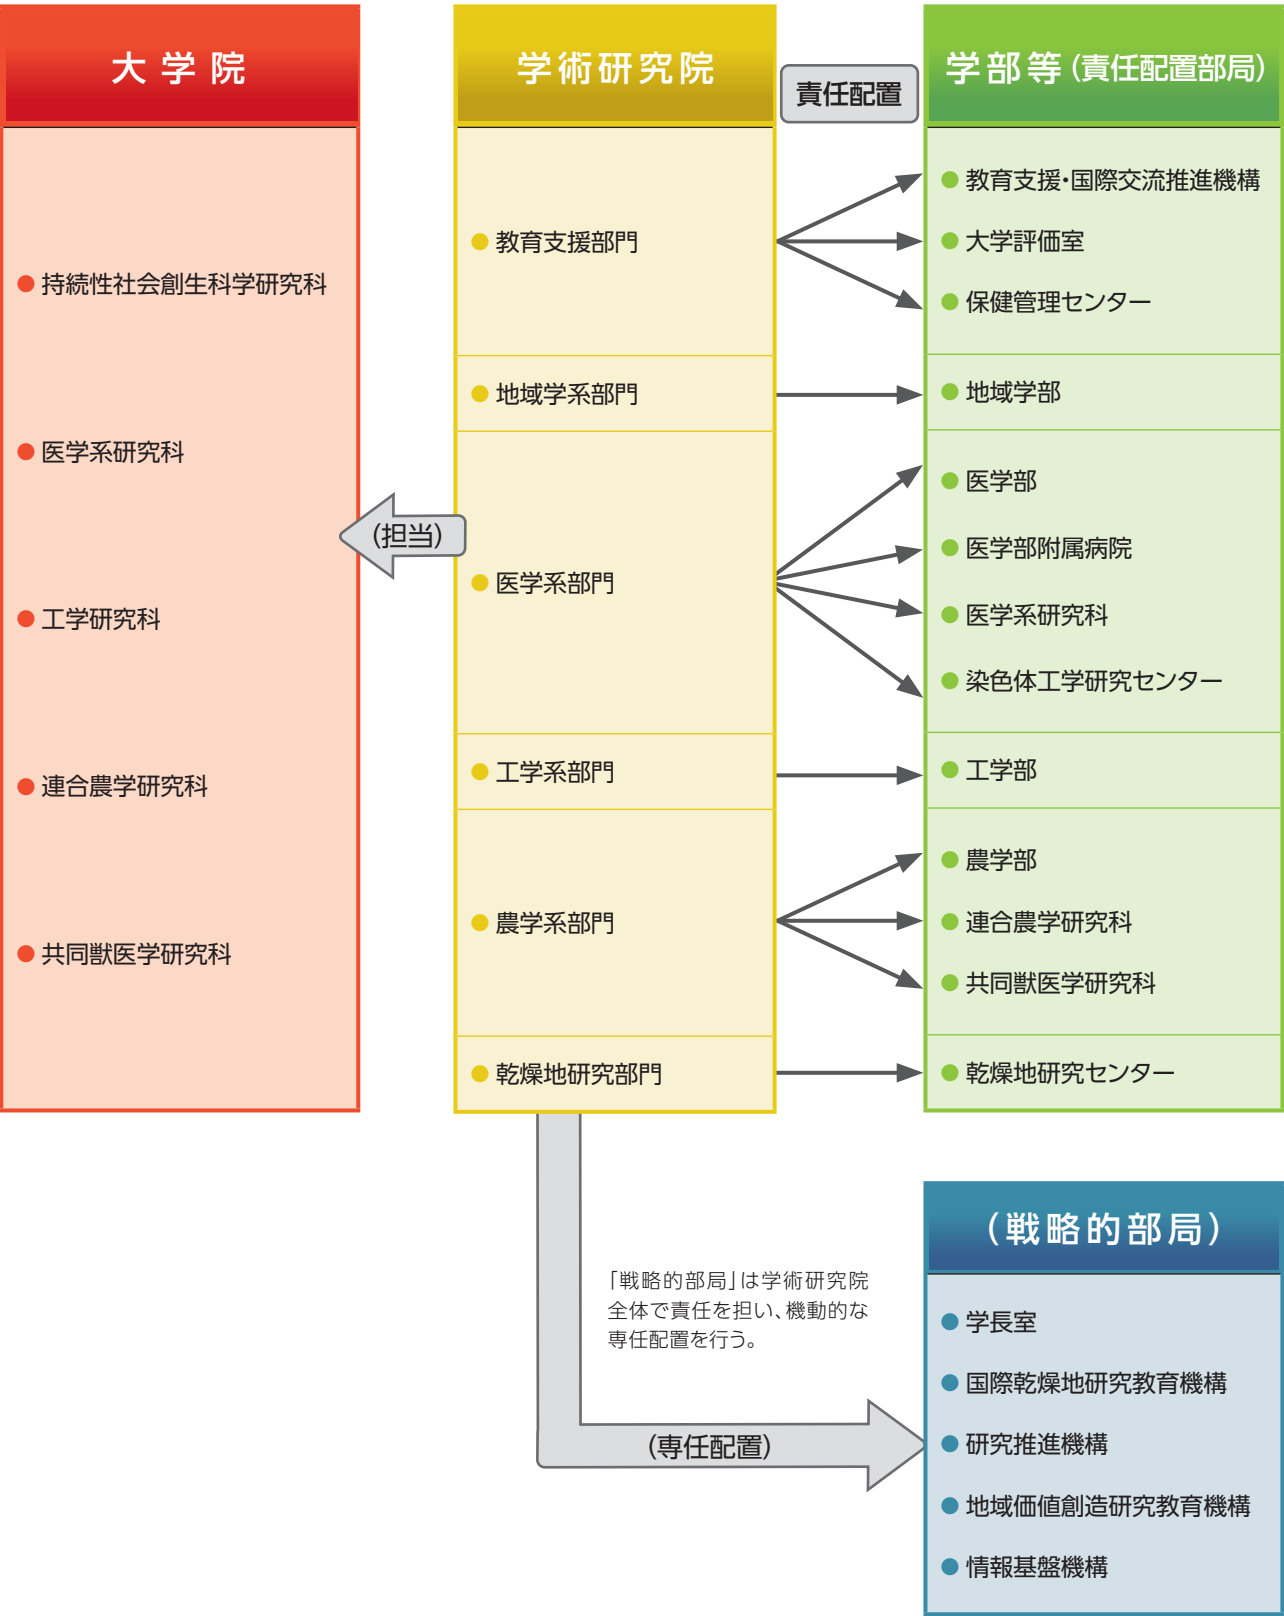 大学院
持続性社会創生科学研究科
医学系研究科
工学研究科
連合農学研究科
共同獣医学研究科
(担当)
学術研究院
教育支援部門
地域学系部門
医学系部門
工学系部門
農学系部門
乾燥地研究部門
責任配置
学部等(責任配置部局)
教育支援・国際交流推進機構
大学評価室
保健管理センター
地域学部
医学部
医学部附属病院
医学系研究科
染色体工学研究センター
工学部
農学部
連合農学研究科
共同獣医学研究科
乾燥地研究センター
「戦略的部局」は学術研究院
全体で責任を担い、機動的な
専任配置を行う。
(専任配置)
(戦略的部局)
学長室
国際乾燥地研究教育機構
研究推進機構
地域価値創造研究教育機構
情報基盤機構